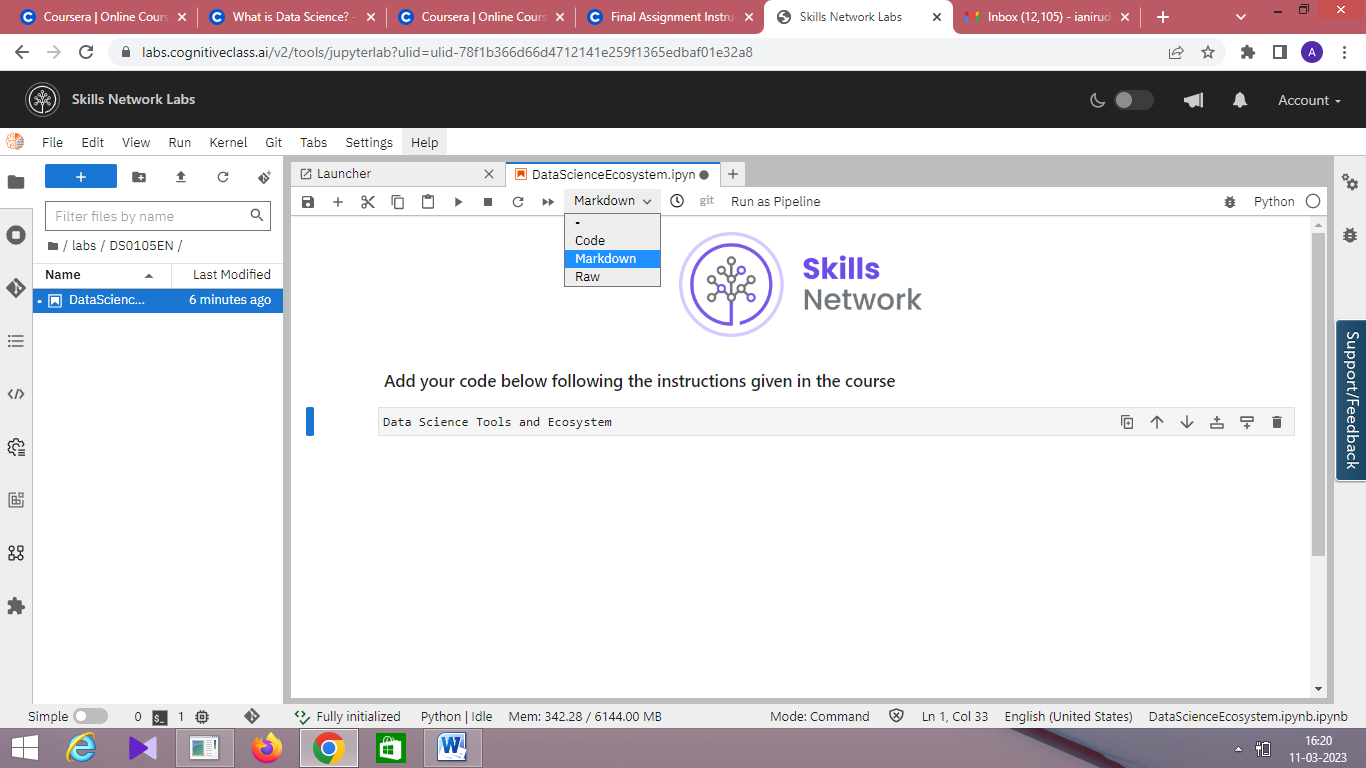 Coursera | Online Cours
What is Data Science? -
Coursera | Online Cours
Final Assignment Instru
Skills Network Labs
Inbox (12,105) - ianirud
labs.cognitiveclass.ai/v2/tools/jupyterlab?ulid=ulid-78f1b366d66d4712141e259f1365edbaf01e32a8
A
Skills Network Labs
Account
File Edit View Run Kernel Git Tabs Settings Help
Launcher
DataScienceEcosystem.ipyn
Filter files by name
Markdown
git
Run as Pipeline
Python
-
Code
Markdown
Raw
/ labs / DS0105EN /
Name
Last Modified
DataScienc...
6 minutes ago
Skills
Network
Add your code below following the instructions given in the course
Data Science Tools and Ecosystem
Support/Feedback
Simple
0
$_
1
Fully initialized
Python | Idle
Mem: 342.28 / 6144.00 MB
Mode: Command
Ln 1, Col 33
English (United States)
DataScienceEcosystem.ipynb.ipynb
16:20
11-03-2023